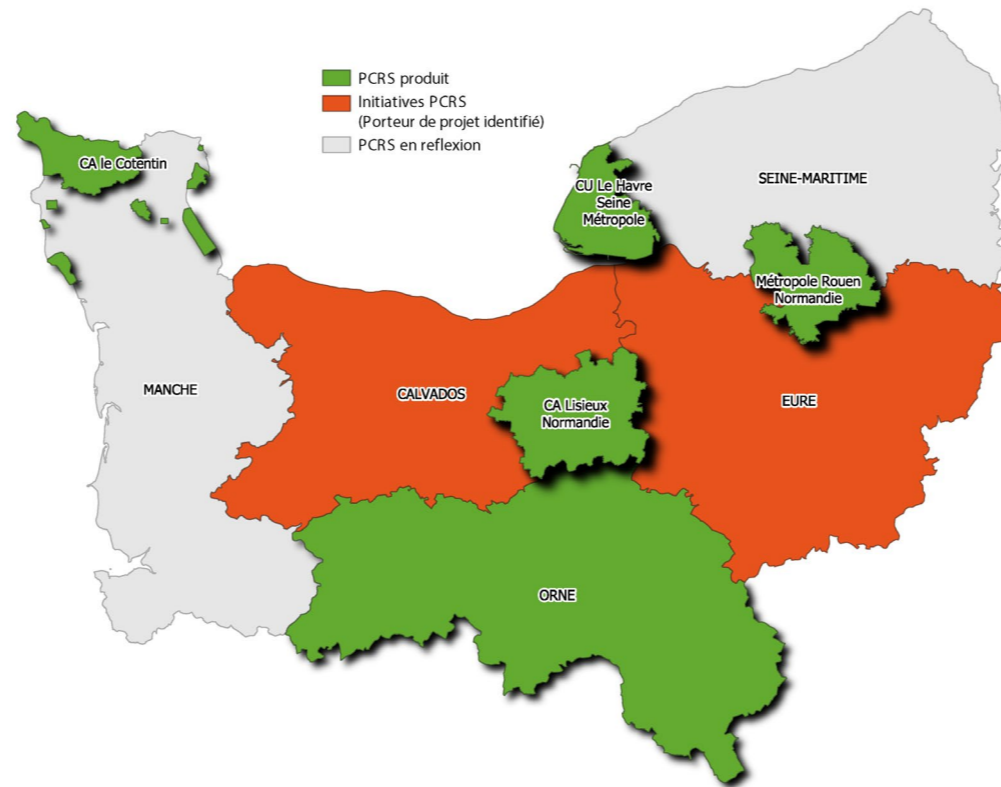 PCRS produit
Initiatives PCRS
(Porteur de projet identifié)
PCRS en reflexion
CA le Cotentin
CU Le Havre
Seine
Métropole
SEINE-MARITIME
Métropole Rouen
Normandie
MANCHE
CALVADOS
CA Lisieux
Normandie
EURE
ORNE